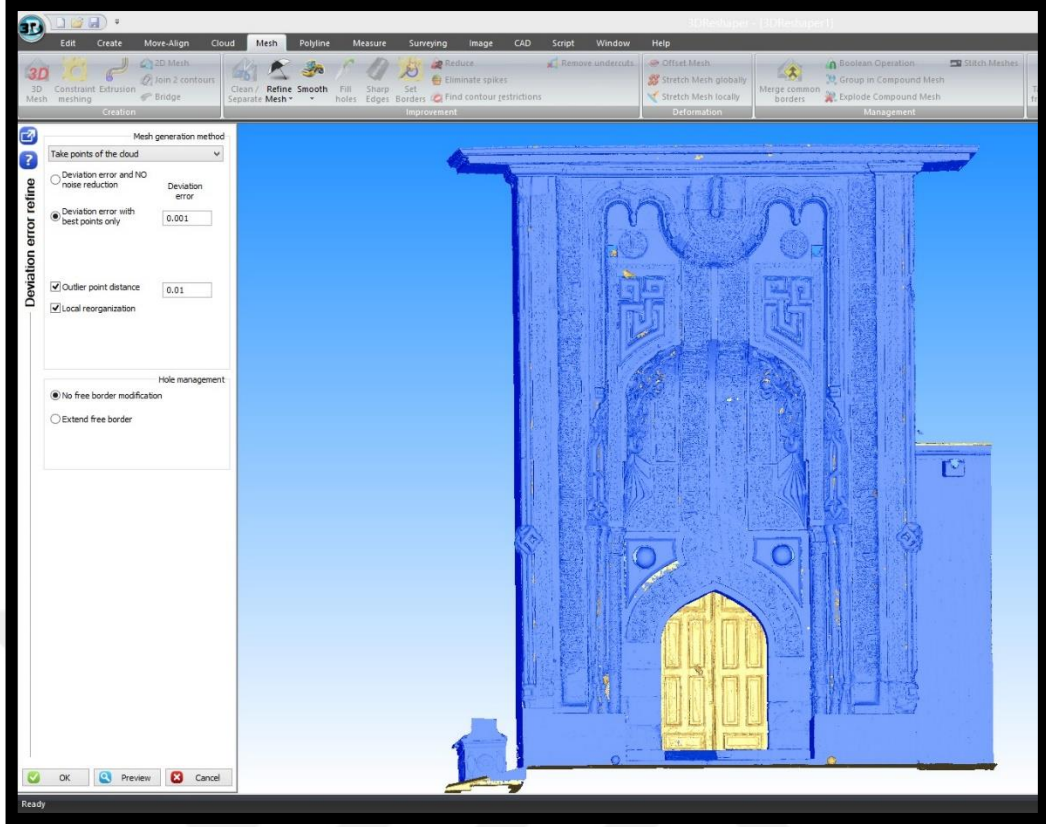 3DReshaper - [3DReshaper1]
3R
Edit Create Move-Align Cloud Mesh Polyline Measure Surveying Image CAD Script Window Help
3D Mesh
Constraint meshing
Extrusion
2D Mesh
Join 2 contours
Bridge
Creation
Clean / Separate
Refine Mesh
Smooth
Fill holes
Sharp Edges
Set Borders
Reduce
Eliminate spikes
Find contour restrictions
Remove undercuts
Improvement
Offset Mesh
Stretch Mesh globally
Stretch Mesh locally
Deformation
Merge common borders
Boolean Operation
Group in Compound Mesh
Explode Compound Mesh
Stitch Meshes
Management
Deviation error refine
Mesh generation method
Take points of the cloud
Deviation error and NO
noise reduction
Deviation
error
Deviation error with
best points only
0.001
Outlier point distance
0.01
Local reorganization
Hole management
No free border modification
Extend free border
OK Preview Cancel
Ready